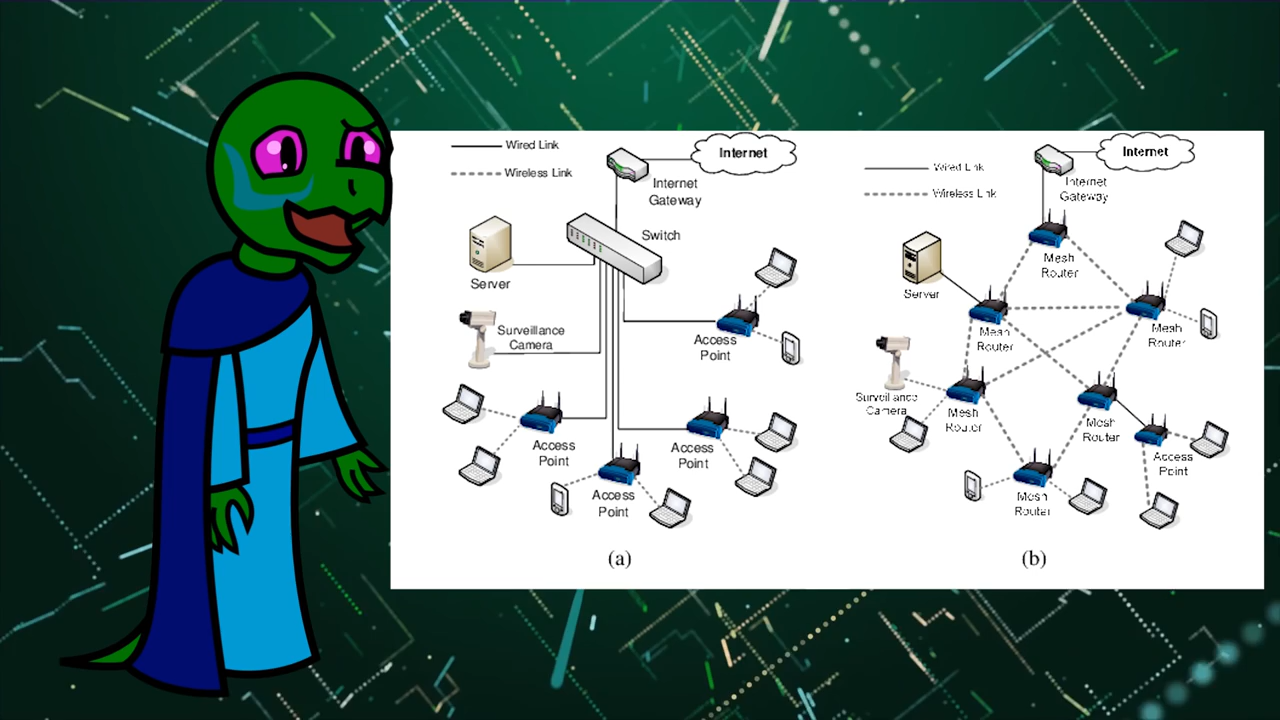 Wired Link
Wireless Link
Internet
Internet
Gateway
Switch
Server
Surveillance
Camera
Access
Point
Access
Point
Access
Point
Access
Point
(a)
Wired Link
Wireless Link
Internet
Internet
Gateway
Mesh
Router
Server
Mesh
Router
Mesh
Router
Surveillance
Camera
Mesh
Router
Mesh
Router
Access
Point
Mesh
Router
(b)